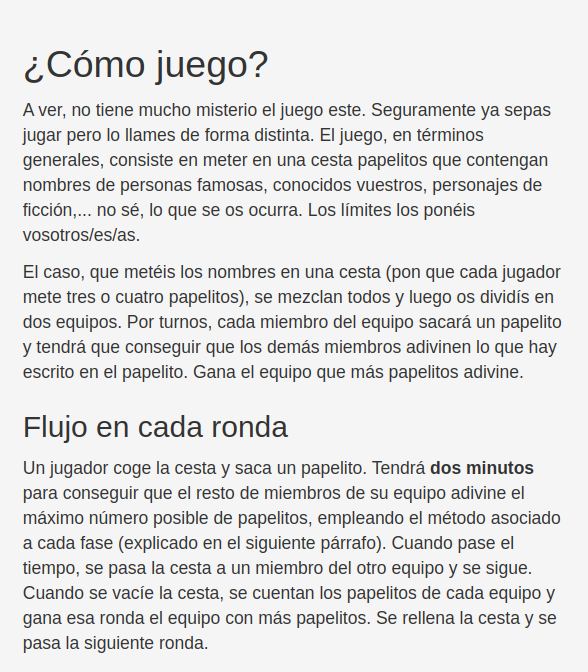 ¿Cómo juego?
A ver, no tiene mucho misterio el juego este. Seguramente ya sepas
jugar pero lo llames de forma distinta. El juego, en términos
generales, consiste en meter en una cesta papelitos que contengan
nombres de personas famosas, conocidos vuestros, personajes de
ficción,... no sé, lo que se os ocurra. Los límites los ponéis
vosotros/es/as.
El caso, que metéis los nombres en una cesta (pon que cada jugador
mete tres o cuatro papelitos), se mezclan todos y luego os dividís en
dos equipos. Por turnos, cada miembro del equipo sacará un papelito
y tendrá que conseguir que los demás miembros adivinen lo que hay
escrito en el papelito. Gana el equipo que más papelitos adivine.
Flujo en cada ronda
Un jugador coge la cesta y saca un papelito. Tendrá dos minutos
para conseguir que el resto de miembros de su equipo adivine el
máximo número posible de papelitos, empleando el método asociado
a cada fase (explicado en el siguiente párrafo). Cuando pase el
tiempo, se pasa la cesta a un miembro del otro equipo y se sigue.
Cuando se vacíe la cesta, se cuentan los papelitos de cada equipo y
gana esa ronda el equipo con más papelitos. Se rellena la cesta y se
pasa la siguiente ronda.